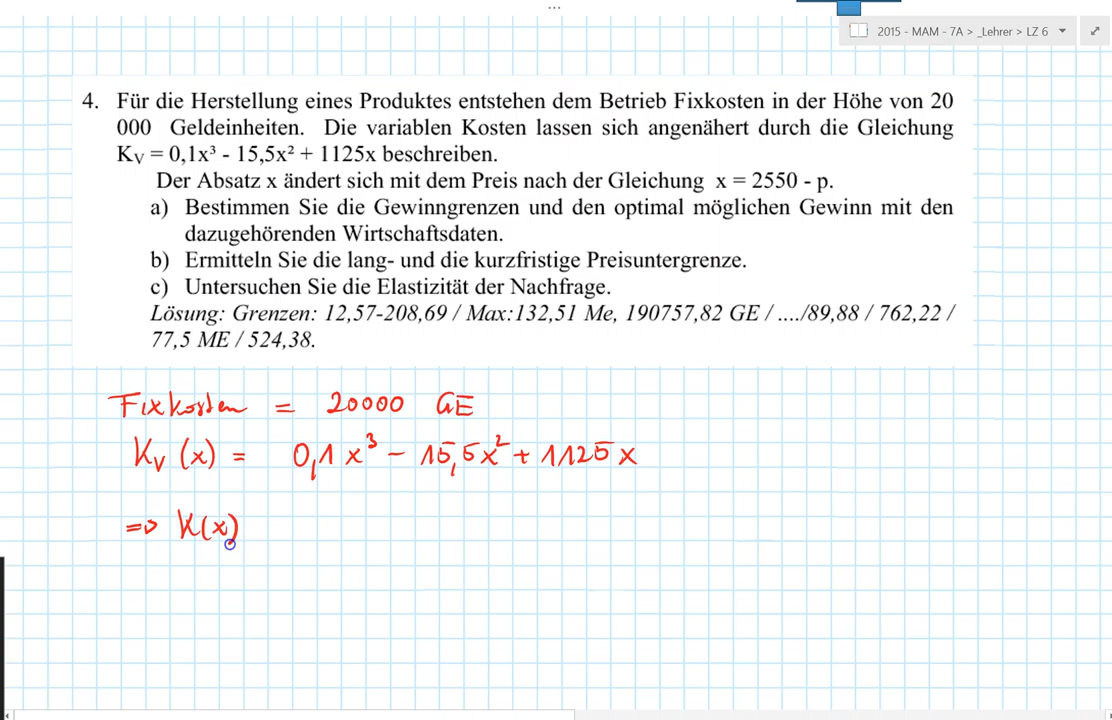 ...
2015 - MAM - 7A > _Lehrer > LZ 6
4. Für die Herstellung eines Produktes entstehen dem Betrieb Fixkosten in der Höhe von 20
000 Geldeinheiten. Die variablen Kosten lassen sich angenähert durch die Gleichung
Kv = 0,1x³ - 15,5x² + 1125x beschreiben.
Der Absatz x ändert sich mit dem Preis nach der Gleichung x = 2550 - p.
a) Bestimmen Sie die Gewinngrenzen und den optimal möglichen Gewinn mit den
dazugehörenden Wirtschaftsdaten.
b) Ermitteln Sie die lang- und die kurzfristige Preisuntergrenze.
c) Untersuchen Sie die Elastizität der Nachfrage.
Lösung: Grenzen: 12,57-208,69 / Max:132,51 Me, 190757,82 GE / ..../89,88 / 762,22 /
77,5 ME / 524,38.
Fixkosten = 20000 GE
Kv (x) = 0,1x³ - 15,5x² + 1125x
=> K(x)